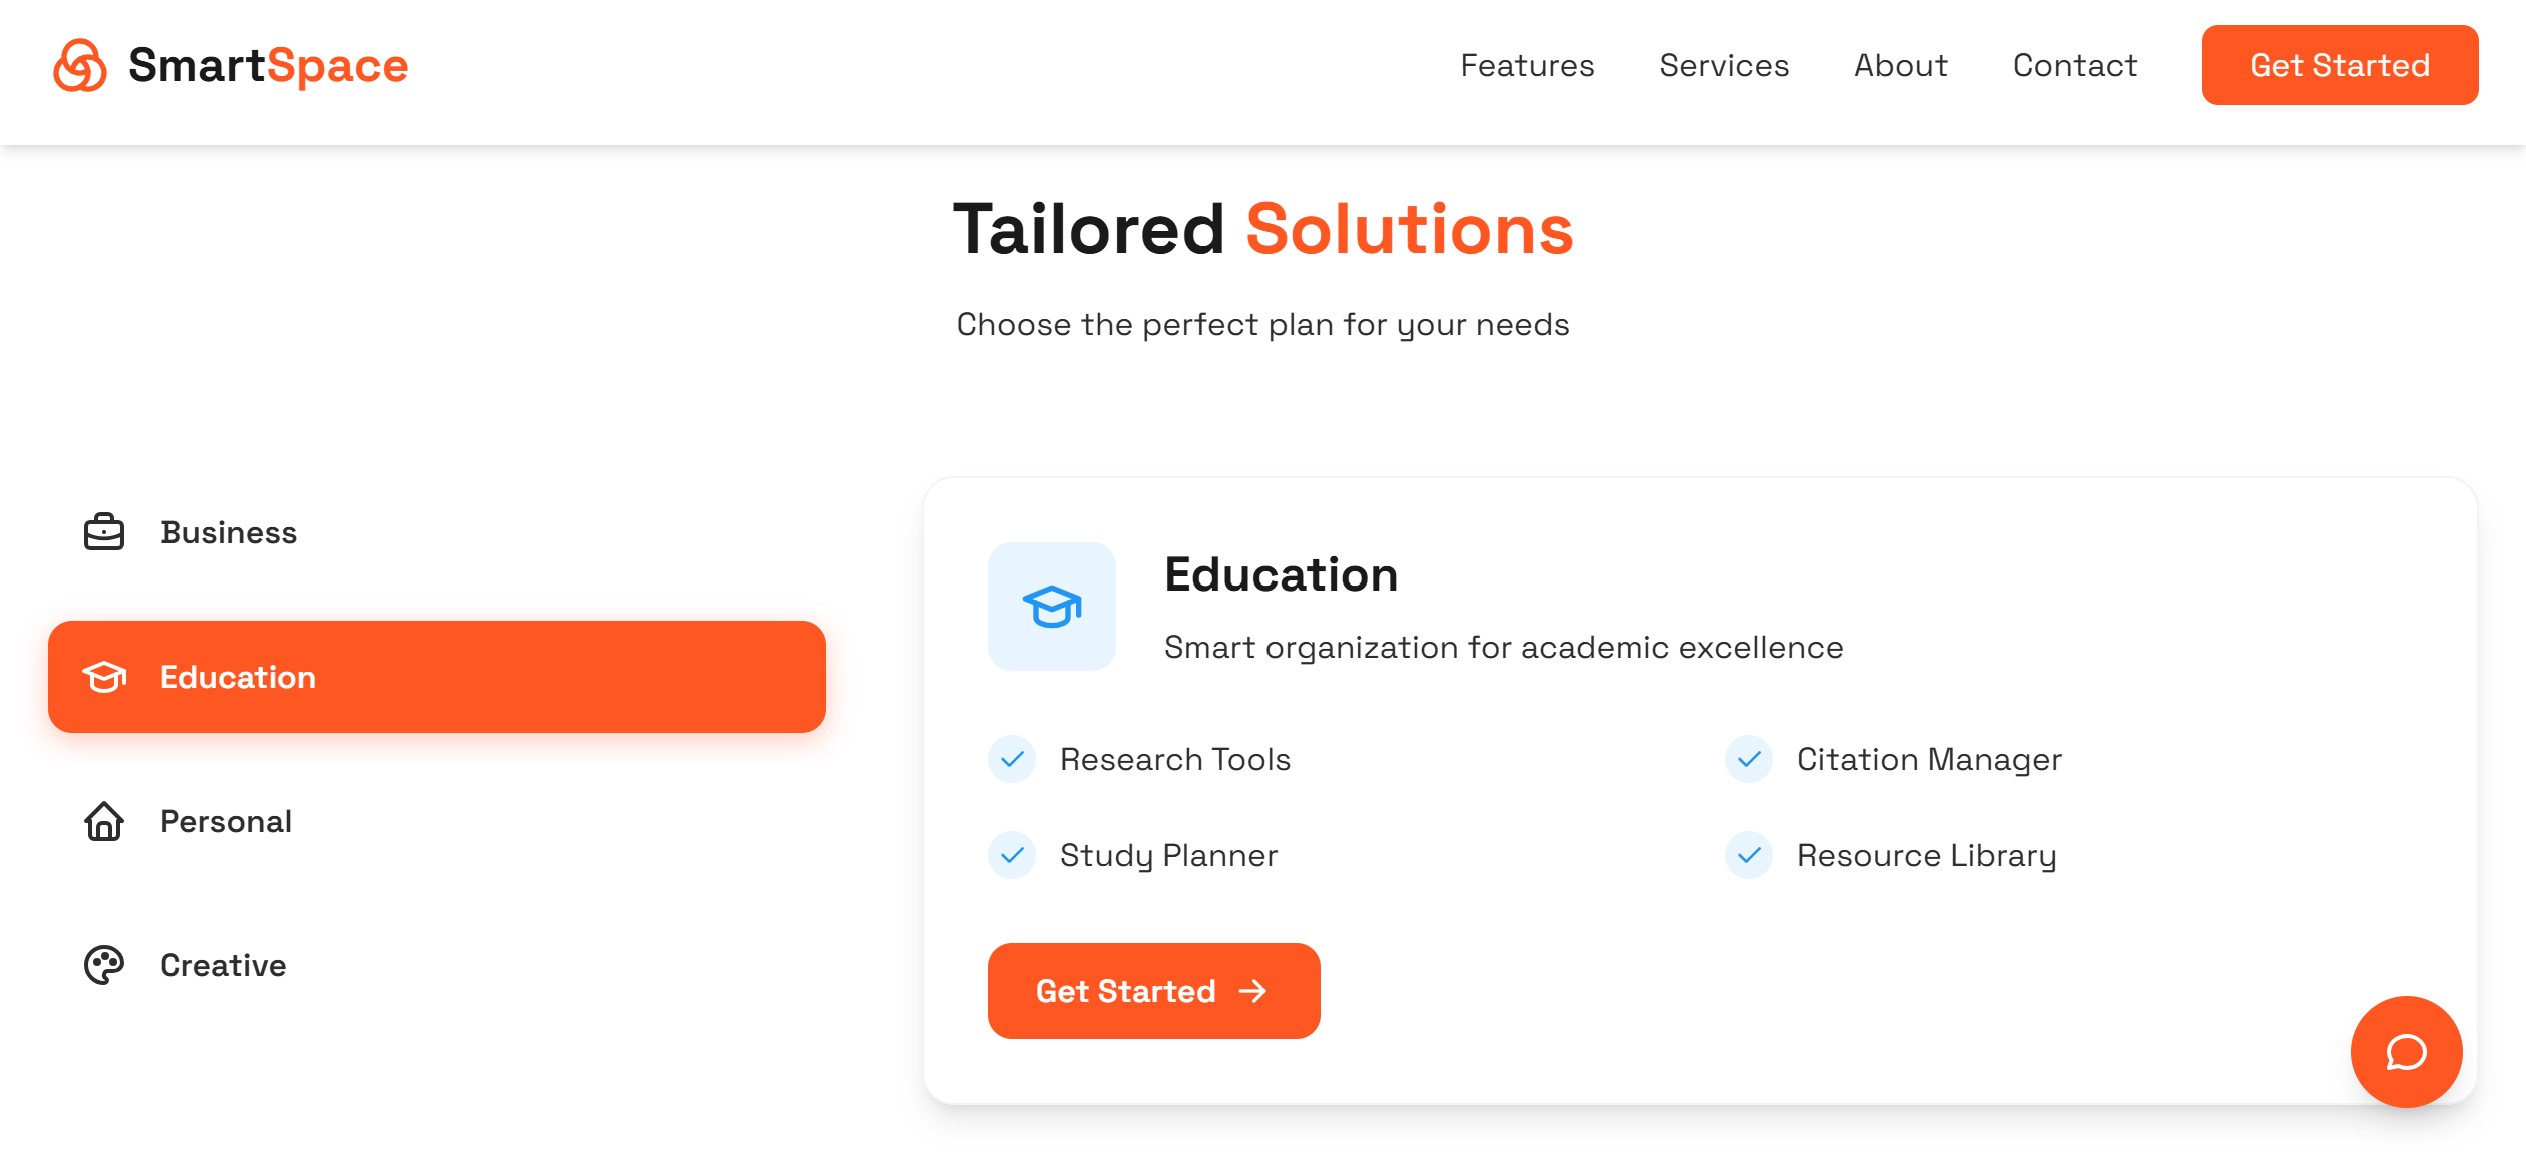 SmartSpace
Features
Services
About
Contact
Get Started
Tailored Solutions
Choose the perfect plan for your needs
Business
Education
Personal
Creative
Education
Smart organization for academic excellence
Research Tools
Citation Manager
Study Planner
Resource Library
Get Started